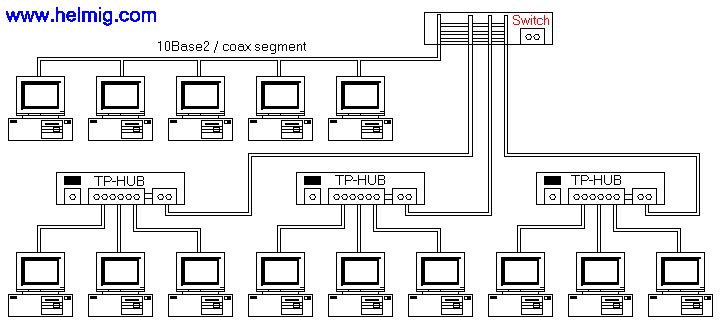 www.helmig.com
Switch
10Base2 / coax segment
TP-HUB
TP-HUB
TP-HUB